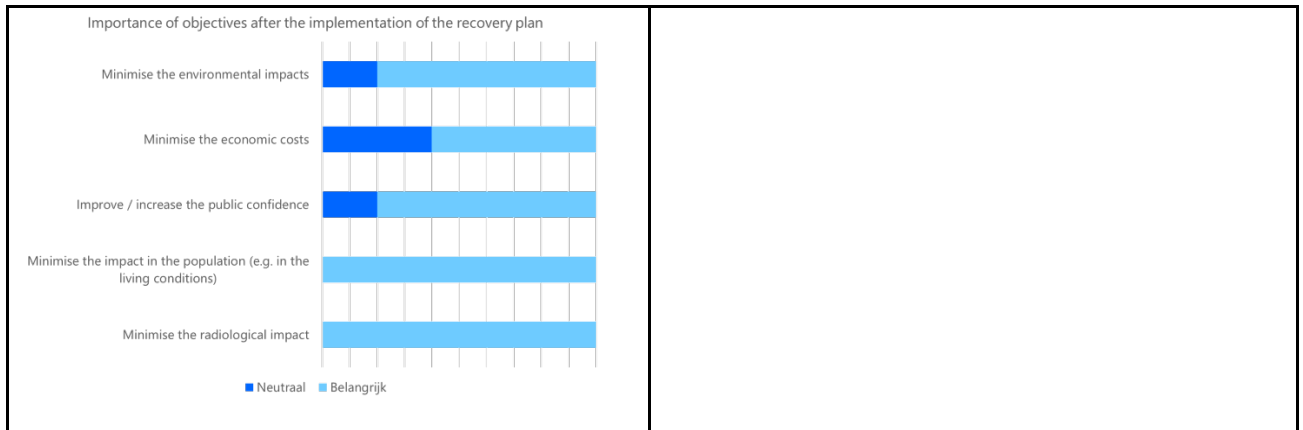 Importance of objectives after the implementation of the recovery plan
Minimise the environmental impacts
Minimise the economic costs
Improve / increase the public confidence
Minimise the impact in the population (e.g. in the
living conditions)
Minimise the radiological impact
Neutraal Belangrijk